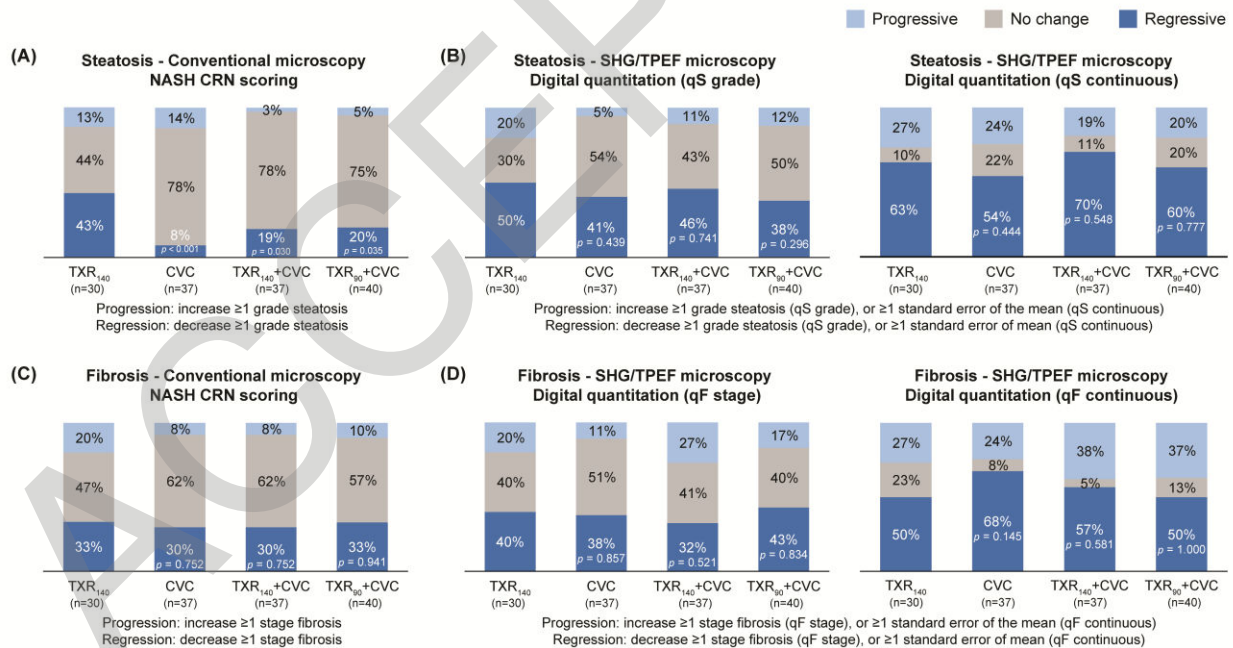 Progressive No change Regressive
(A) Steatosis - Conventional microscopy
NASH CRN scoring
13% 14% 3% 5%
44% 78% 78% 75%
43% 8% 19% 20%
p < 0.001 p = 0.030 p = 0.035
TXR₁₄₀ CVC TXR₁₄₀+CVC TXR₉₀+CVC
(n=30) (n=37) (n=37) (n=40)
Progression: increase ≥1 grade steatosis
Regression: decrease ≥1 grade steatosis
(B) Steatosis - SHG/TPEF microscopy
Digital quantitation (qS grade)
20% 5% 11% 12%
30% 54% 43% 50%
50% 41% 46% 38%
p = 0.439 p = 0.741 p = 0.296
TXR₁₄₀ CVC TXR₁₄₀+CVC TXR₉₀+CVC
(n=30) (n=37) (n=37) (n=40)
Steatosis - SHG/TPEF microscopy
Digital quantitation (qS continuous)
27% 24% 19% 20%
10% 22% 11% 20%
63% 54% 70% 60%
p = 0.444 p = 0.548 p = 0.777
TXR₁₄₀ CVC TXR₁₄₀+CVC TXR₉₀+CVC
(n=30) (n=37) (n=37) (n=40)
Progression: increase ≥1 grade steatosis (qS grade), or ≥1 standard error of the mean (qS continuous)
Regression: decrease ≥1 grade steatosis (qS grade), or ≥1 standard error of mean (qS continuous)
(C) Fibrosis - Conventional microscopy
NASH CRN scoring
20% 8% 8% 10%
47% 62% 62% 57%
33% 30% 30% 33%
p = 0.752 p = 0.752 p = 0.941
TXR₁₄₀ CVC TXR₁₄₀+CVC TXR₉₀+CVC
(n=30) (n=37) (n=37) (n=40)
Progression: increase ≥1 stage fibrosis
Regression: decrease ≥1 stage fibrosis
(D) Fibrosis - SHG/TPEF microscopy
Digital quantitation (qF stage)
20% 11% 27% 17%
40% 51% 41% 40%
40% 38% 32% 43%
p = 0.857 p = 0.521 p = 0.834
TXR₁₄₀ CVC TXR₁₄₀+CVC TXR₉₀+CVC
(n=30) (n=37) (n=37) (n=40)
Fibrosis - SHG/TPEF microscopy
Digital quantitation (qF continuous)
27% 24% 38% 37%
23% 8% 5% 13%
50% 68% 57% 50%
p = 0.145 p = 0.581 p = 1.000
TXR₁₄₀ CVC TXR₁₄₀+CVC TXR₉₀+CVC
(n=30) (n=37) (n=37) (n=40)
Progression: increase ≥1 stage fibrosis (qF stage), or ≥1 standard error of the mean (qF continuous)
Regression: decrease ≥1 stage fibrosis (qF stage), or ≥1 standard error of mean (qF continuous)
ACCE